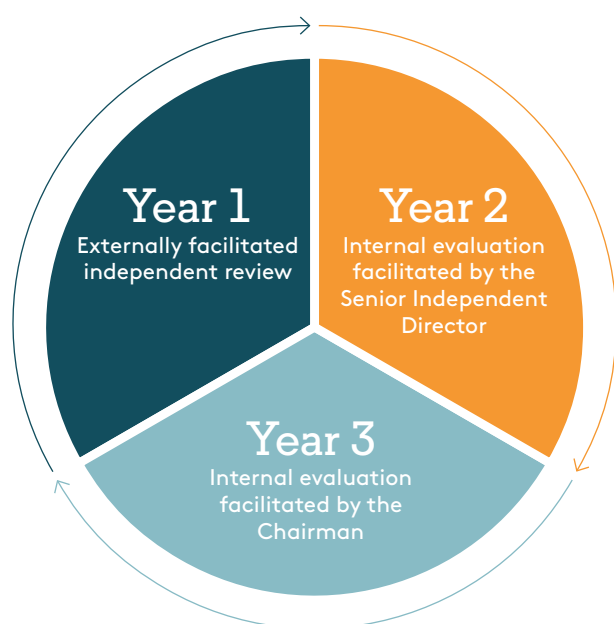 Year 1
Externally facilitated
independent review
Year 2
Internal evaluation
facilitated by the
Senior Independent
Director
Year 3
Internal evaluation
facilitated by the
Chairman